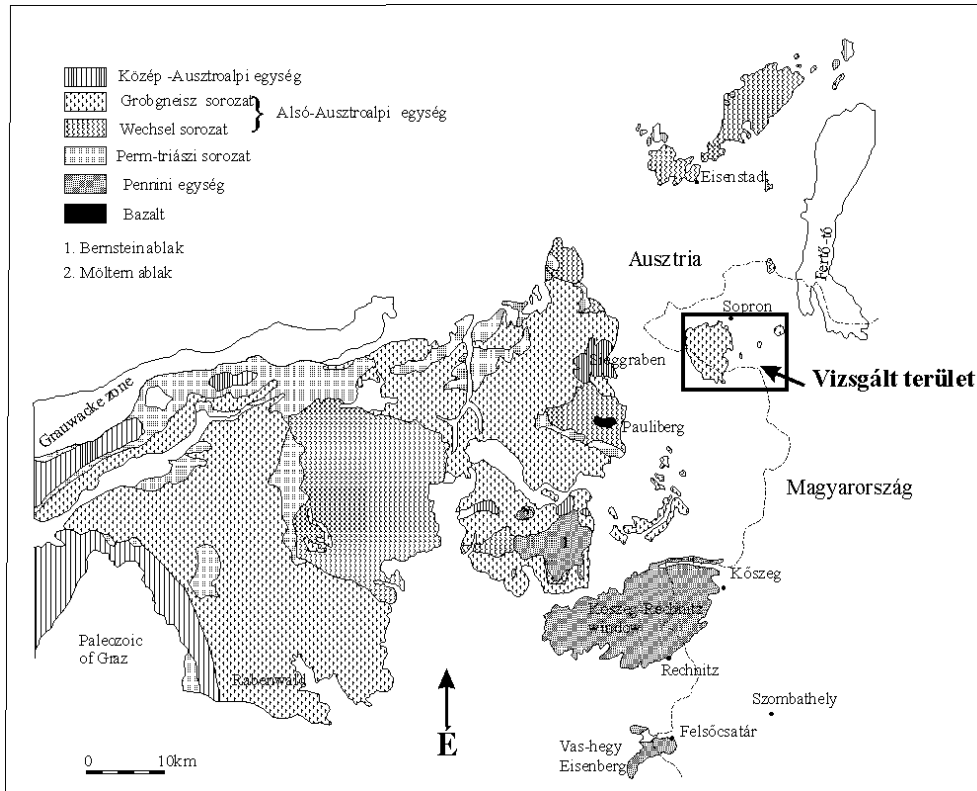 Közép -Ausztroalpi egység
Grobgneisz sorozat
Alsó-Ausztroalpi egység
Wechsel sorozat
Perm-triászi sorozat
Pennini egység
Bazalt
1. Bernstein ablak
2. Möltern ablak
Eisenstadt
Fertő-tó
Ausztria
Sopron
Sieggraben
Vizsgált terület
Grauwacke zone
Pauliberg
Magyarország
1
Kőszeg
Kőszeg-Rechnitz
window
Paleozoic
of Graz
Rechnitz
Rabenwald
Szombathely
É
Felsőcsatár
Vas-hegy
Eisenberg
0 10km